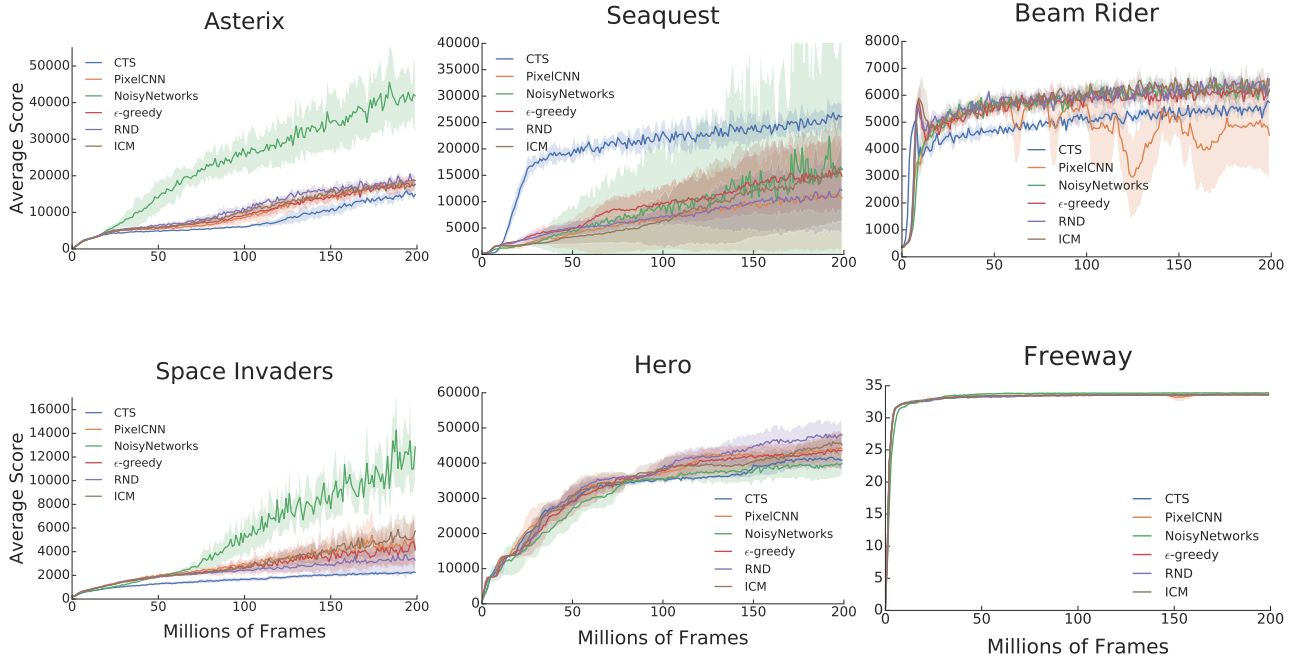 Asterix
Average Score
50000
40000
30000
20000
10000
0
0 50 100 150 200
CTS
PixelCNN
NoisyNetworks
ϵ-greedy
RND
ICM
Seaquest
40000
35000
30000
25000
20000
15000
10000
5000
0
0 50 100 150 200
CTS
PixelCNN
NoisyNetworks
ϵ-greedy
RND
ICM
Beam Rider
8000
7000
6000
5000
4000
3000
2000
1000
0
0 50 100 150 200
CTS
PixelCNN
NoisyNetworks
ϵ-greedy
RND
ICM
Space Invaders
Average Score
16000
14000
12000
10000
8000
6000
4000
2000
0
0 50 100 150 200
Millions of Frames
CTS
PixelCNN
NoisyNetworks
ϵ-greedy
RND
ICM
Hero
60000
50000
40000
30000
20000
10000
0
0 50 100 150 200
Millions of Frames
CTS
PixelCNN
NoisyNetworks
ϵ-greedy
RND
ICM
Freeway
35
30
25
20
15
10
5
0
0 50 100 150 200
Millions of Frames
CTS
PixelCNN
NoisyNetworks
ϵ-greedy
RND
ICM